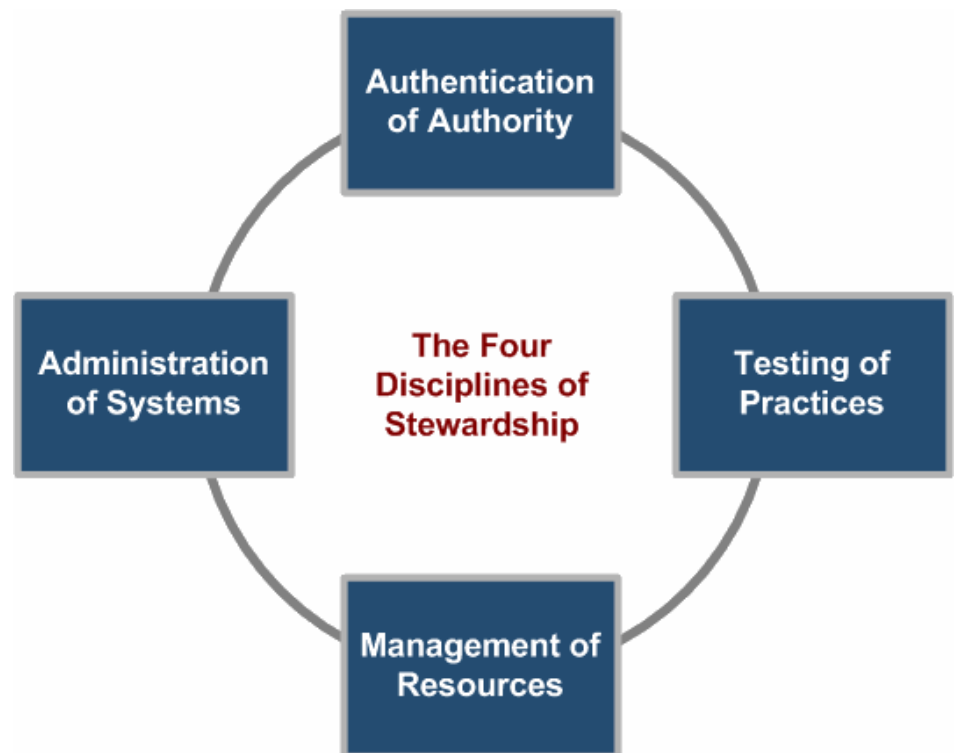 Authentication
of Authority
Administration
of Systems
The Four
Disciplines of
Stewardship
Testing of
Practices
Management of
Resources